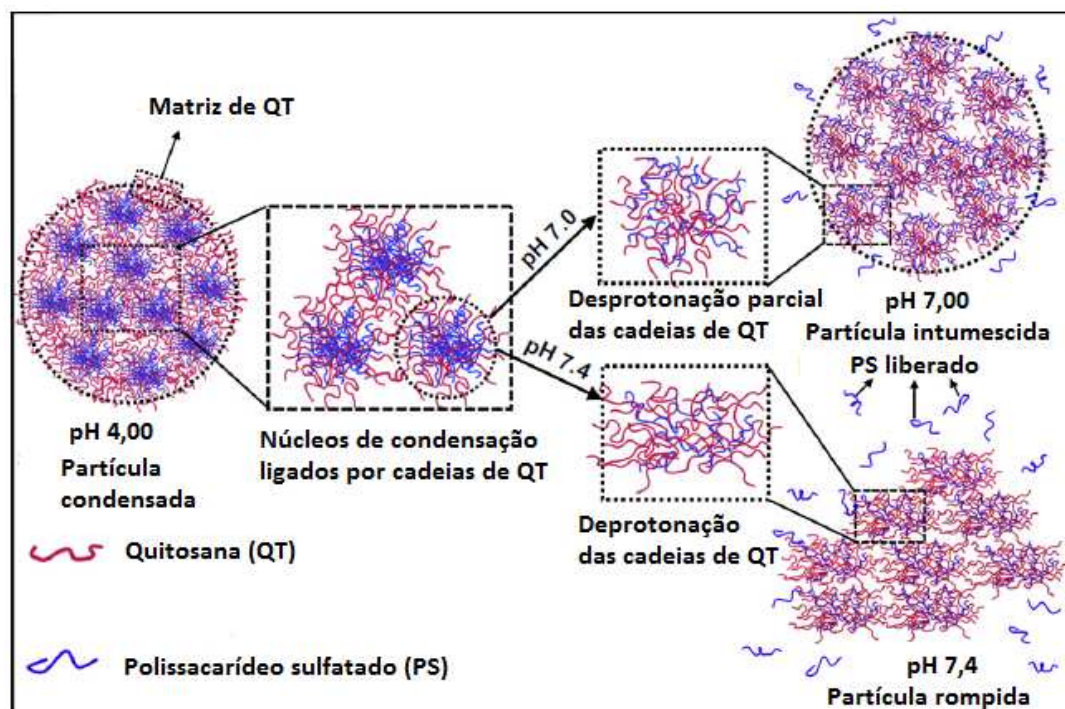 Matriz de QT
pH 4,00
Partícula
condensada
Núcleos de condensação
ligados por cadeias de QT
pH 7.0
pH 7.4
Desprotonação parcial
das cadeias de QT
pH 7,00
Partícula intumescida
PS liberado
Deprotonação
das cadeias de QT
pH 7,4
Partícula rompida
Quitosana (QT)
Polissacarídeo sulfatado (PS)